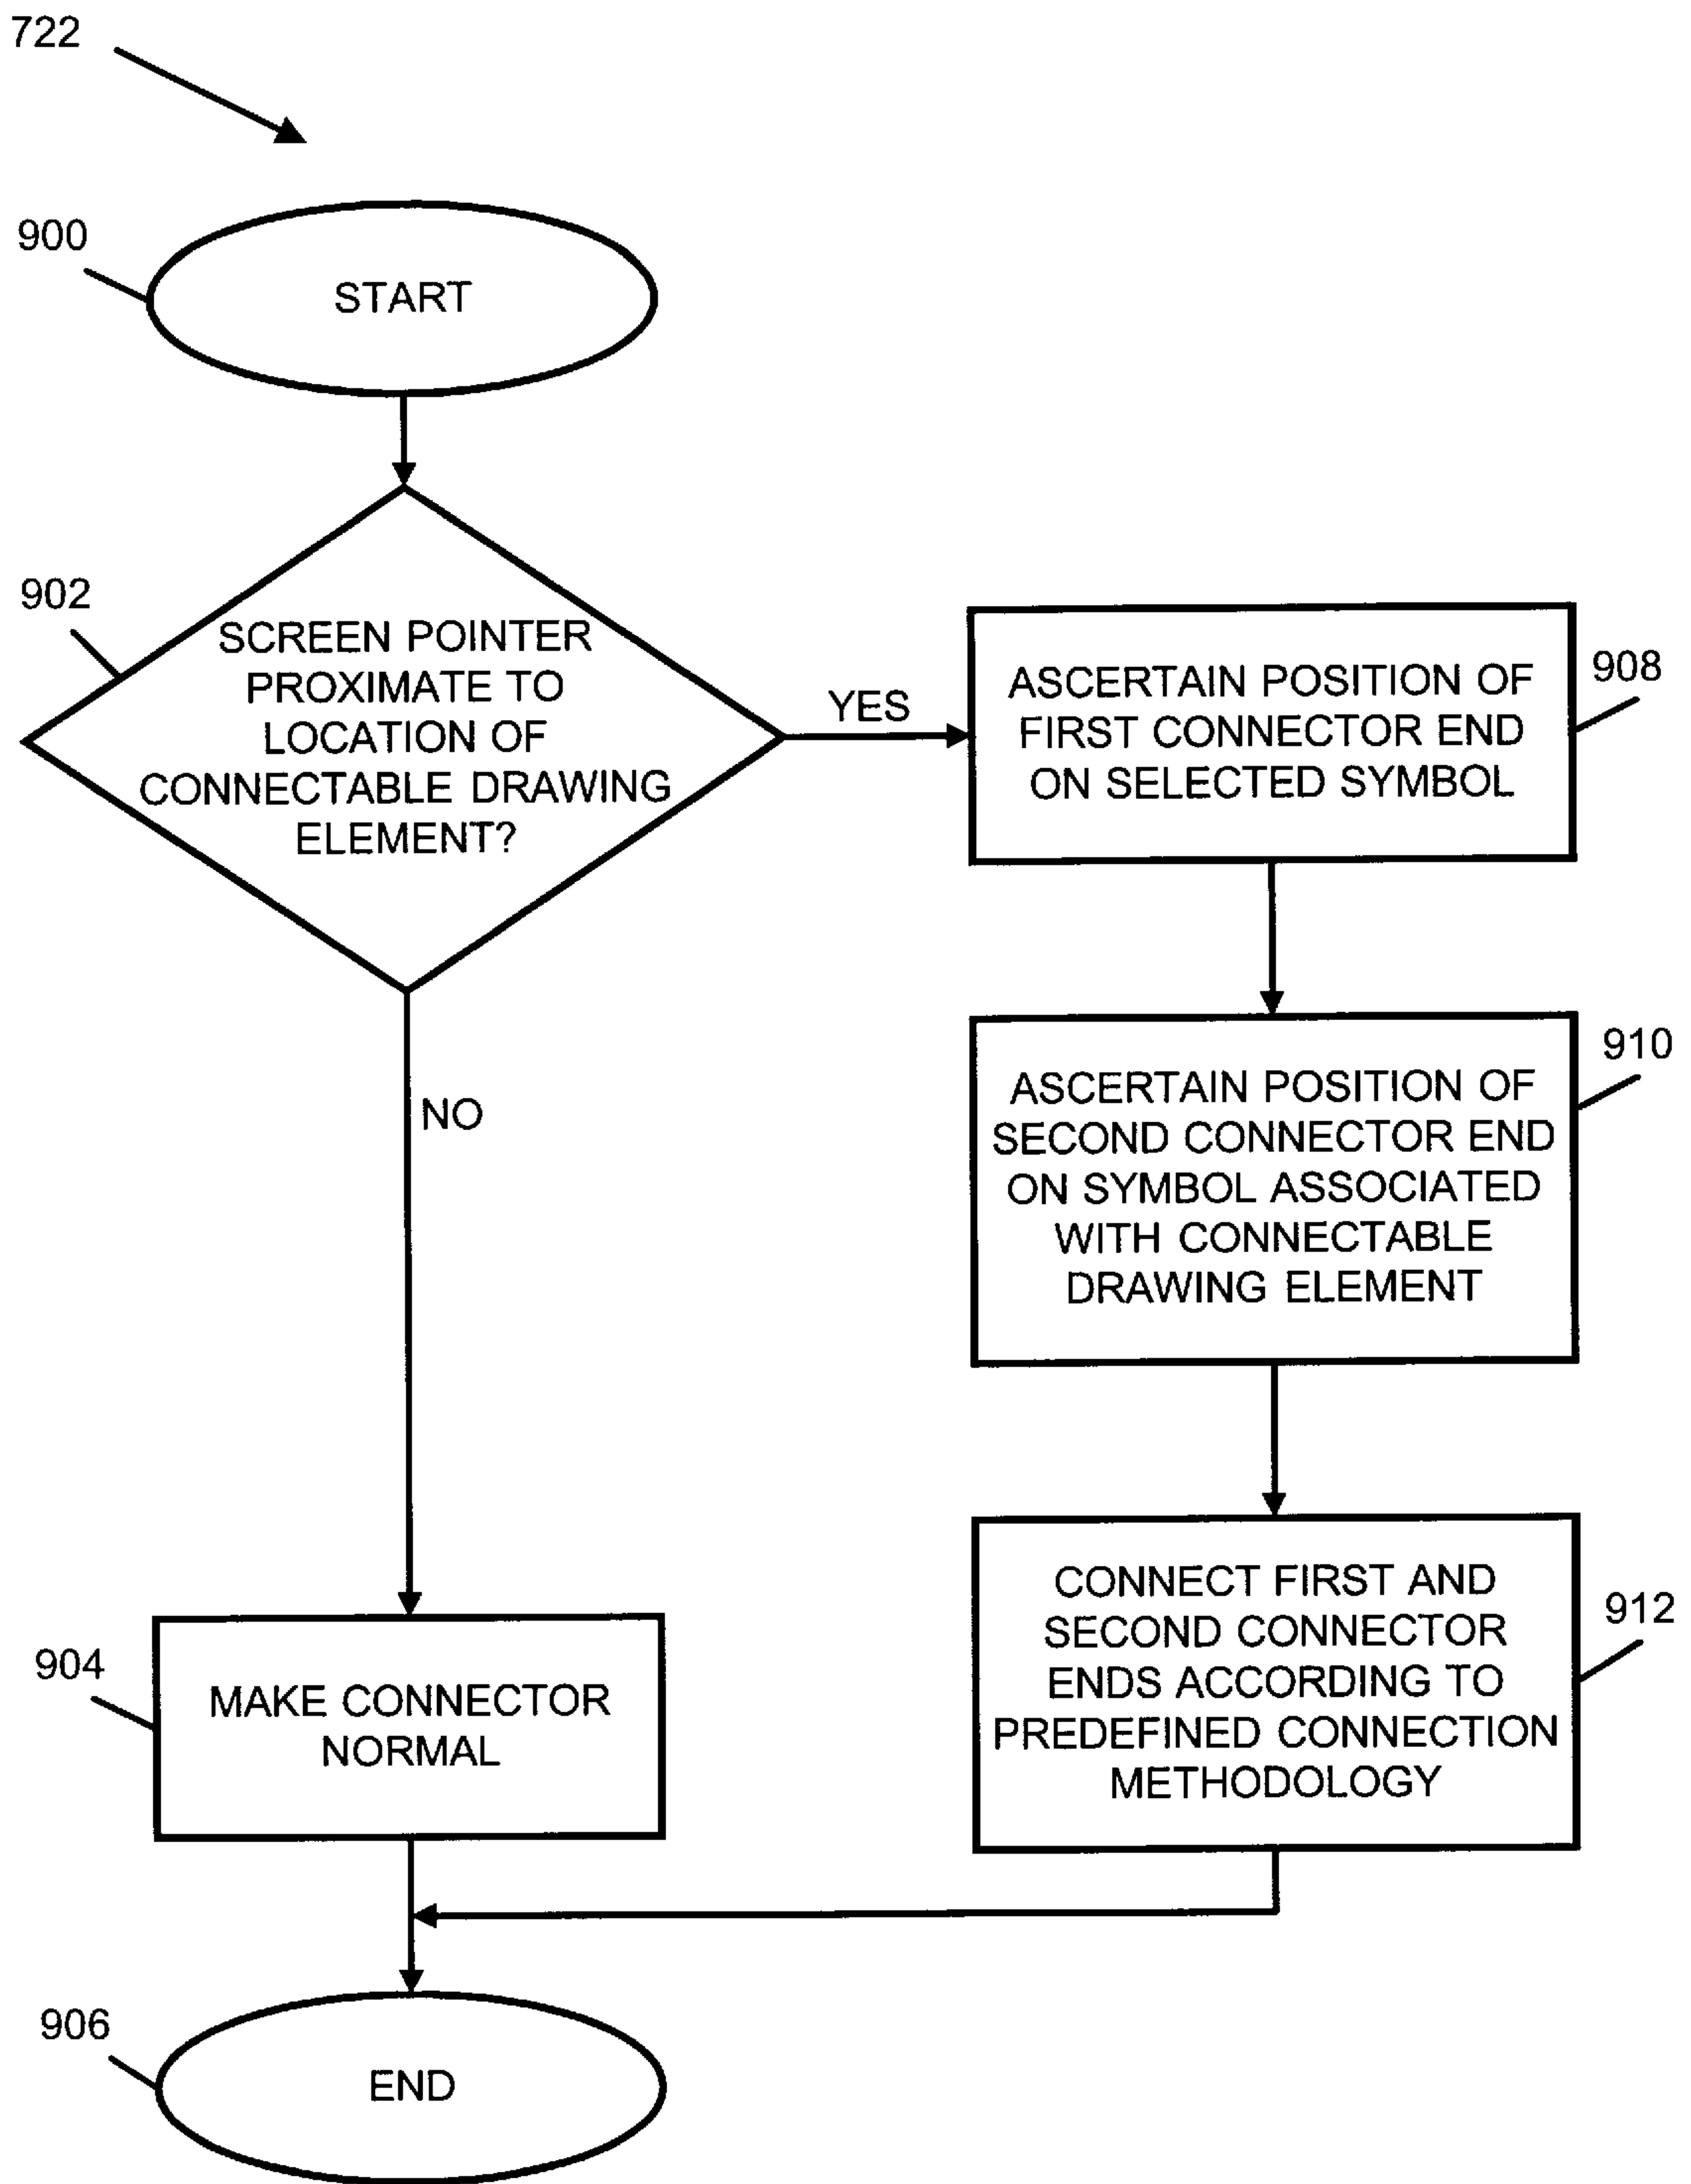 722
900
START
902
SCREEN POINTER
PROXIMATE TO
LOCATION OF
CONNECTABLE DRAWING
ELEMENT?
YES
908
ASCERTAIN POSITION OF
FIRST CONNECTOR END
ON SELECTED SYMBOL
910
ASCERTAIN POSITION OF
SECOND CONNECTOR END
ON SYMBOL ASSOCIATED
WITH CONNECTABLE
DRAWING ELEMENT
NO
912
CONNECT FIRST AND
SECOND CONNECTOR
ENDS ACCORDING TO
PREDEFINED CONNECTION
METHODOLOGY
904
MAKE CONNECTOR
NORMAL
906
END